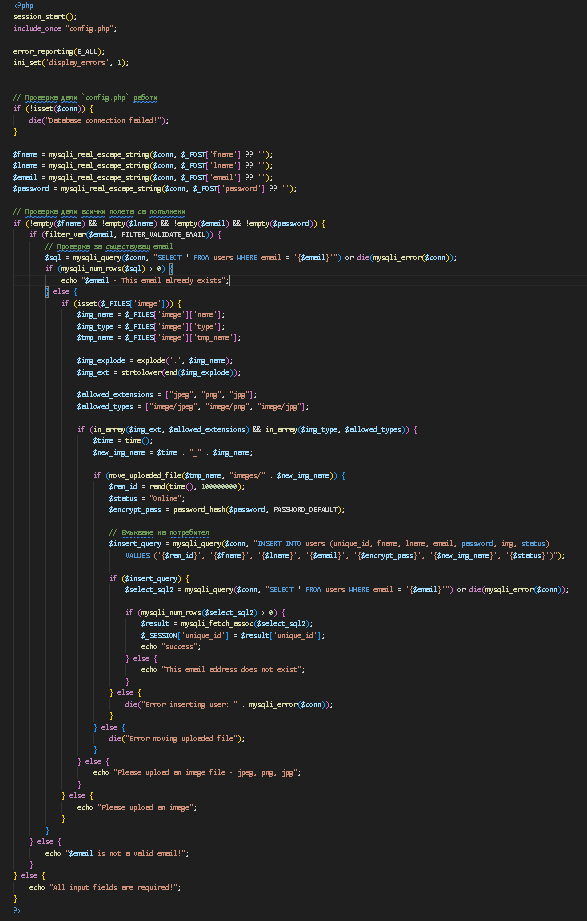 <?php
session_start();
include_once "config.php";
error_reporting(E_ALL);
ini_set('display_errors', 1);
// Проверка дали `config.php` работи
if (!isset($conn)) {
die("Database connection failed!");
}
$fname = mysqli_real_escape_string($conn, $_POST['fname'] ?? '');
$lname = mysqli_real_escape_string($conn, $_POST['lname'] ?? '');
$email = mysqli_real_escape_string($conn, $_POST['email'] ?? '');
$password = mysqli_real_escape_string($conn, $_POST['password'] ?? '');
// Проверка дали всички полета са попълнени
if (!empty($fname) && !empty($lname) && !empty($email) && !empty($password)) {
if (filter_var($email, FILTER_VALIDATE_EMAIL)) {
// Проверка за съществуващ email
$sql = mysqli_query($conn, "SELECT * FROM users WHERE email = '{$email}'") or die(mysqli_error($conn));
if (mysqli_num_rows($sql) > 0) {
echo "$email - This email already exists";
} else {
if (isset($_FILES['image'])) {
$img_name = $_FILES['image']['name'];
$img_type = $_FILES['image']['type'];
$tmp_name = $_FILES['image']['tmp_name'];
$img_explode = explode('.', $img_name);
$img_ext = strtolower(end($img_explode));
$allowed_extensions = ["jpeg", "png", "jpg"];
$allowed_types = ["image/jpeg", "image/png", "image/jpg"];
if (in_array($img_ext, $allowed_extensions) && in_array($img_type, $allowed_types)) {
$time = time();
$new_img_name = $time . "_" . $img_name;
if (move_uploaded_file($tmp_name, "images/" . $new_img_name)) {
$ran_id = rand(time(), 100000000);
$status = "Online";
$encrypt_pass = password_hash($password, PASSWORD_DEFAULT);
// Вмъкване на потребител
$insert_query = mysqli_query($conn, "INSERT INTO users (unique_id, fname, lname, email, password, img, status)
VALUES ('{$ran_id}', '{$fname}', '{$lname}', '{$email}', '{$encrypt_pass}', '{$new_img_name}', '{$status}')");
if ($insert_query) {
$select_sql2 = mysqli_query($conn, "SELECT * FROM users WHERE email = '{$email}'") or die(mysqli_error($conn));
if (mysqli_num_rows($select_sql2) > 0) {
$result = mysqli_fetch_assoc($select_sql2);
$_SESSION['unique_id'] = $result['unique_id'];
echo "success";
} else {
echo "This email address does not exist";
}
} else {
die("Error inserting user: " . mysqli_error($conn));
}
} else {
die("Error moving uploaded file");
}
} else {
echo "Please upload an image file - jpeg, png, jpg";
}
} else {
echo "Please upload an image";
}
}
} else {
echo "$email is not a valid email!";
}
} else {
echo "All input fields are required!";
}
?>